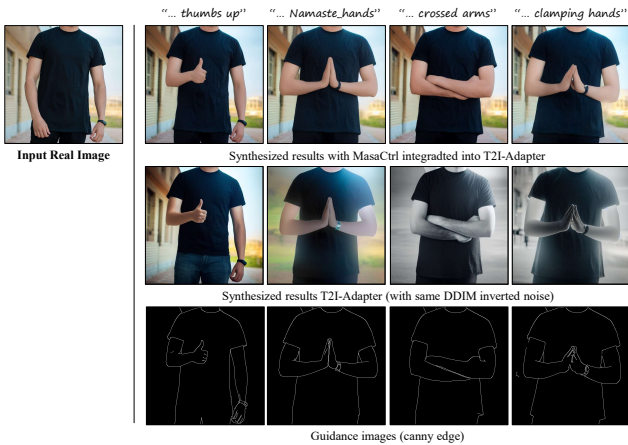 "... thumbs up" "... Namaste_hands" "... crossed arms" "... clamping hands"
Input Real Image
Synthesized results with MasaCtrl integradted into T2I-Adapter
Synthesized results T2I-Adapter (with same DDIM inverted noise)
Guidance images (canny edge)